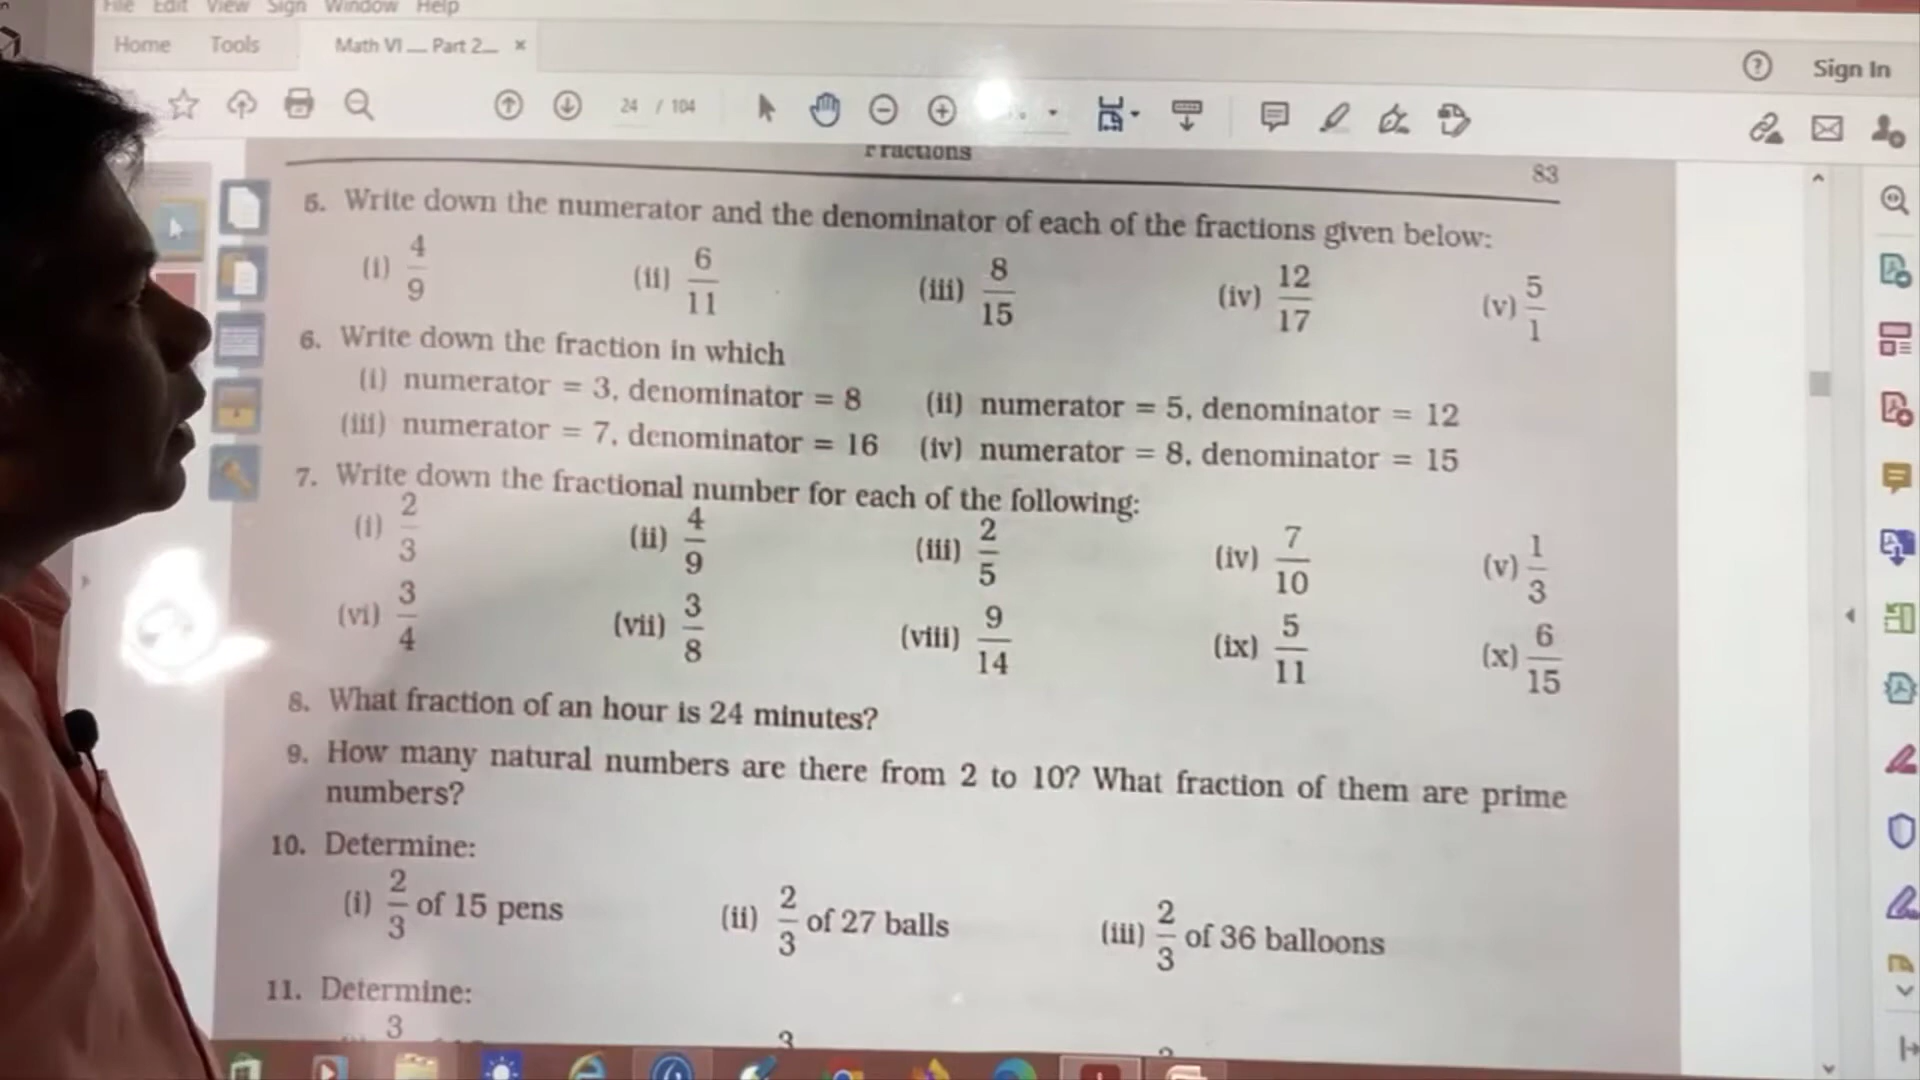 File Edit View Sign Window Help
Home Tools Math VI __ Part 2__ ×
Sign In
24 / 104
Fractions
83
5. Write down the numerator and the denominator of each of the fractions given below:
(i) 4/9 (ii) 6/11 (iii) 8/15 (iv) 12/17 (v) 5/1
6. Write down the fraction in which
(i) numerator = 3, denominator = 8 (ii) numerator = 5, denominator = 12
(iii) numerator = 7, denominator = 16 (iv) numerator = 8, denominator = 15
7. Write down the fractional number for each of the following:
(i) 2/3 (ii) 4/9 (iii) 2/5 (iv) 7/10 (v) 1/3
(vi) 3/4 (vii) 3/8 (viii) 9/14 (ix) 5/11 (x) 6/15
8. What fraction of an hour is 24 minutes?
9. How many natural numbers are there from 2 to 10? What fraction of them are prime
numbers?
10. Determine:
(i) 2/3 of 15 pens (ii) 2/3 of 27 balls (iii) 2/3 of 36 balloons
11. Determine:
3 3